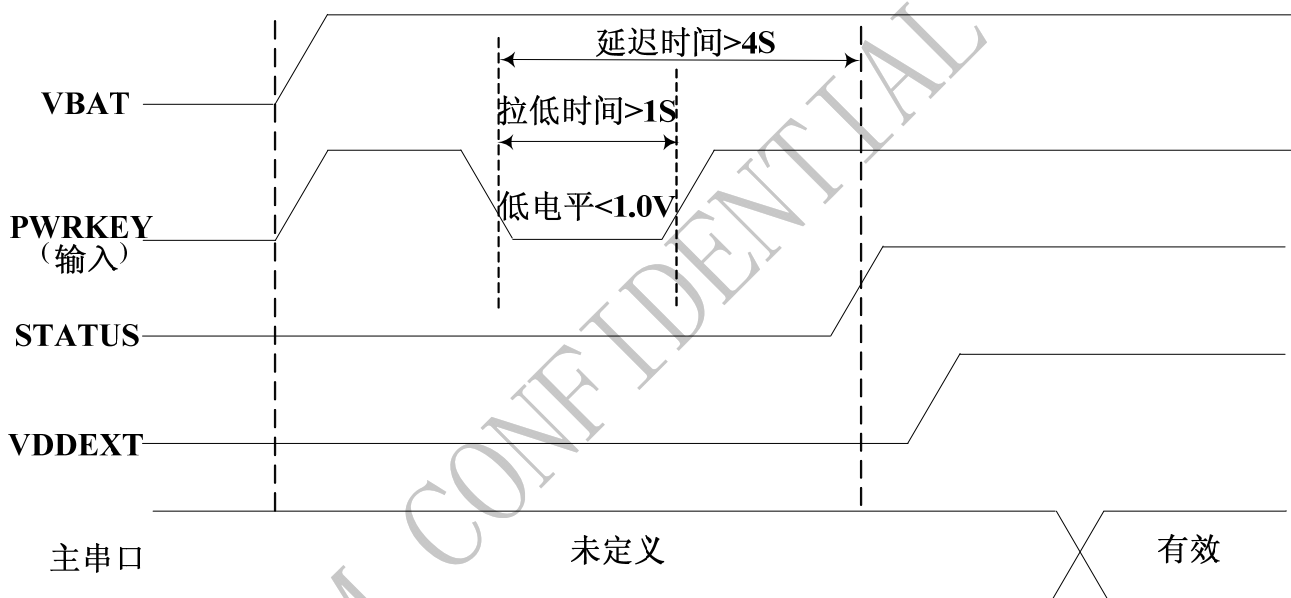 延迟时间>4S
VBAT
拉低时间>1S
低电平<1.0V
PWRKEY
(输入)
STATUS
VDDEXT
主串口
未定义
有效
CONFIDENTIAL